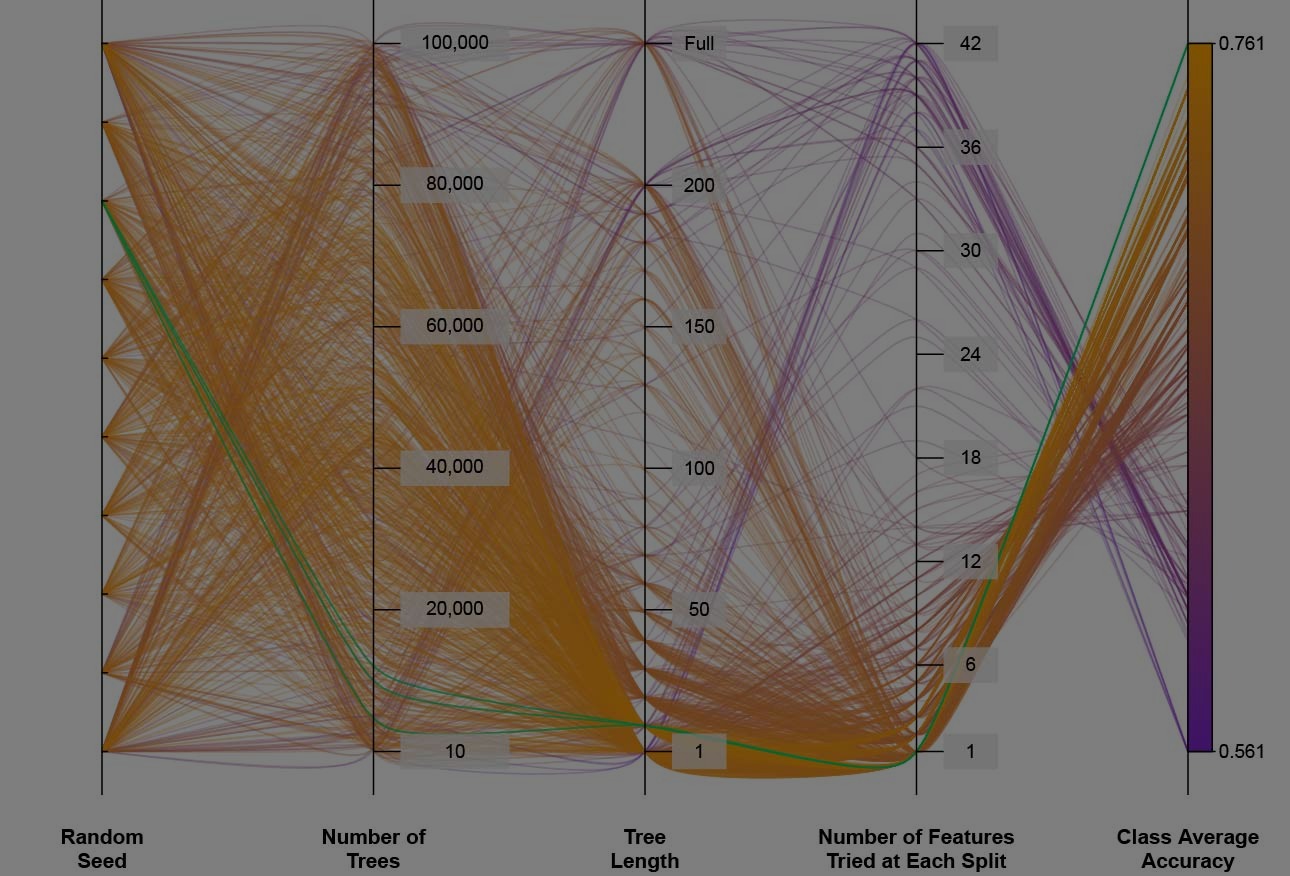 100,000
Full
42
0.761
36
80,000
200
30
60,000
150
24
40,000
100
18
12
20,000
50
6
10
1
1
0.561
Random
Seed
Number of
Trees
Tree
Length
Number of Features
Tried at Each Split
Class Average
Accuracy